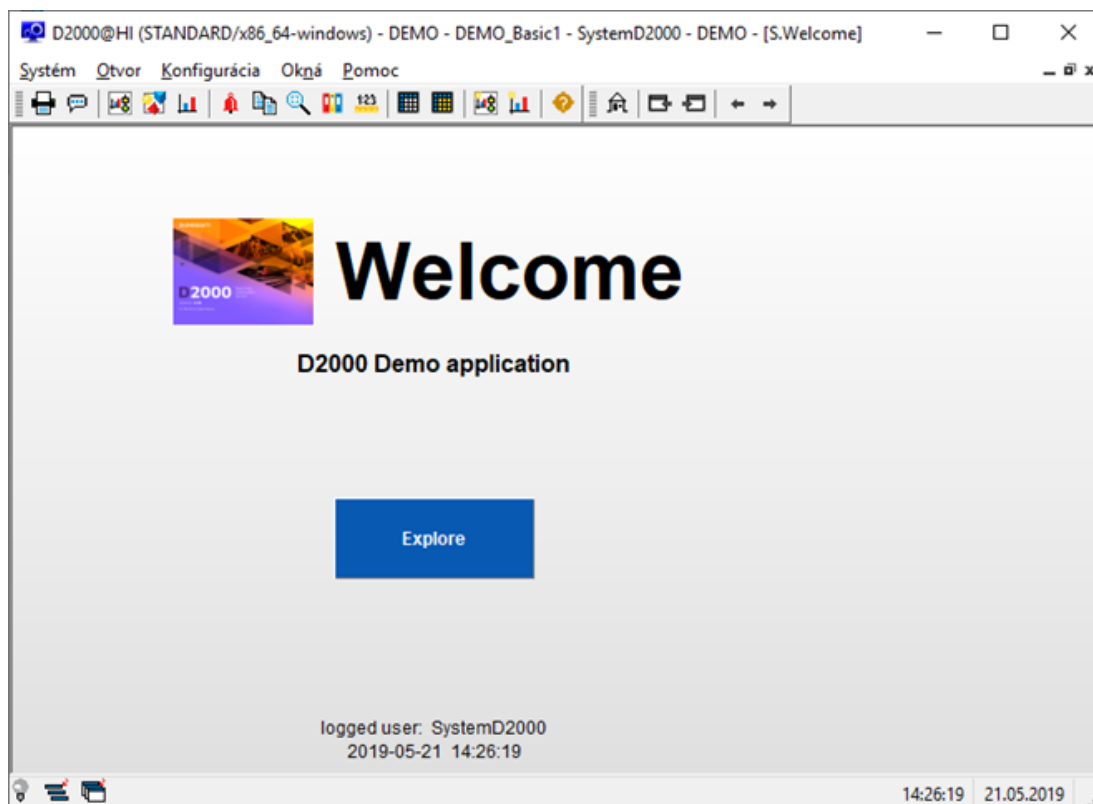 D2000@HI (STANDARD/x86_64-windows) - DEMO - DEMO_Basic1 - SystemD2000 - DEMO - [S.Welcome]
Systém Otvor Konfigurácia Okná Pomoc
123
D2000
Welcome
D2000 Demo application
Explore
logged user: SystemD2000
2019-05-21 14:26:19
14:26:19 21.05.2019